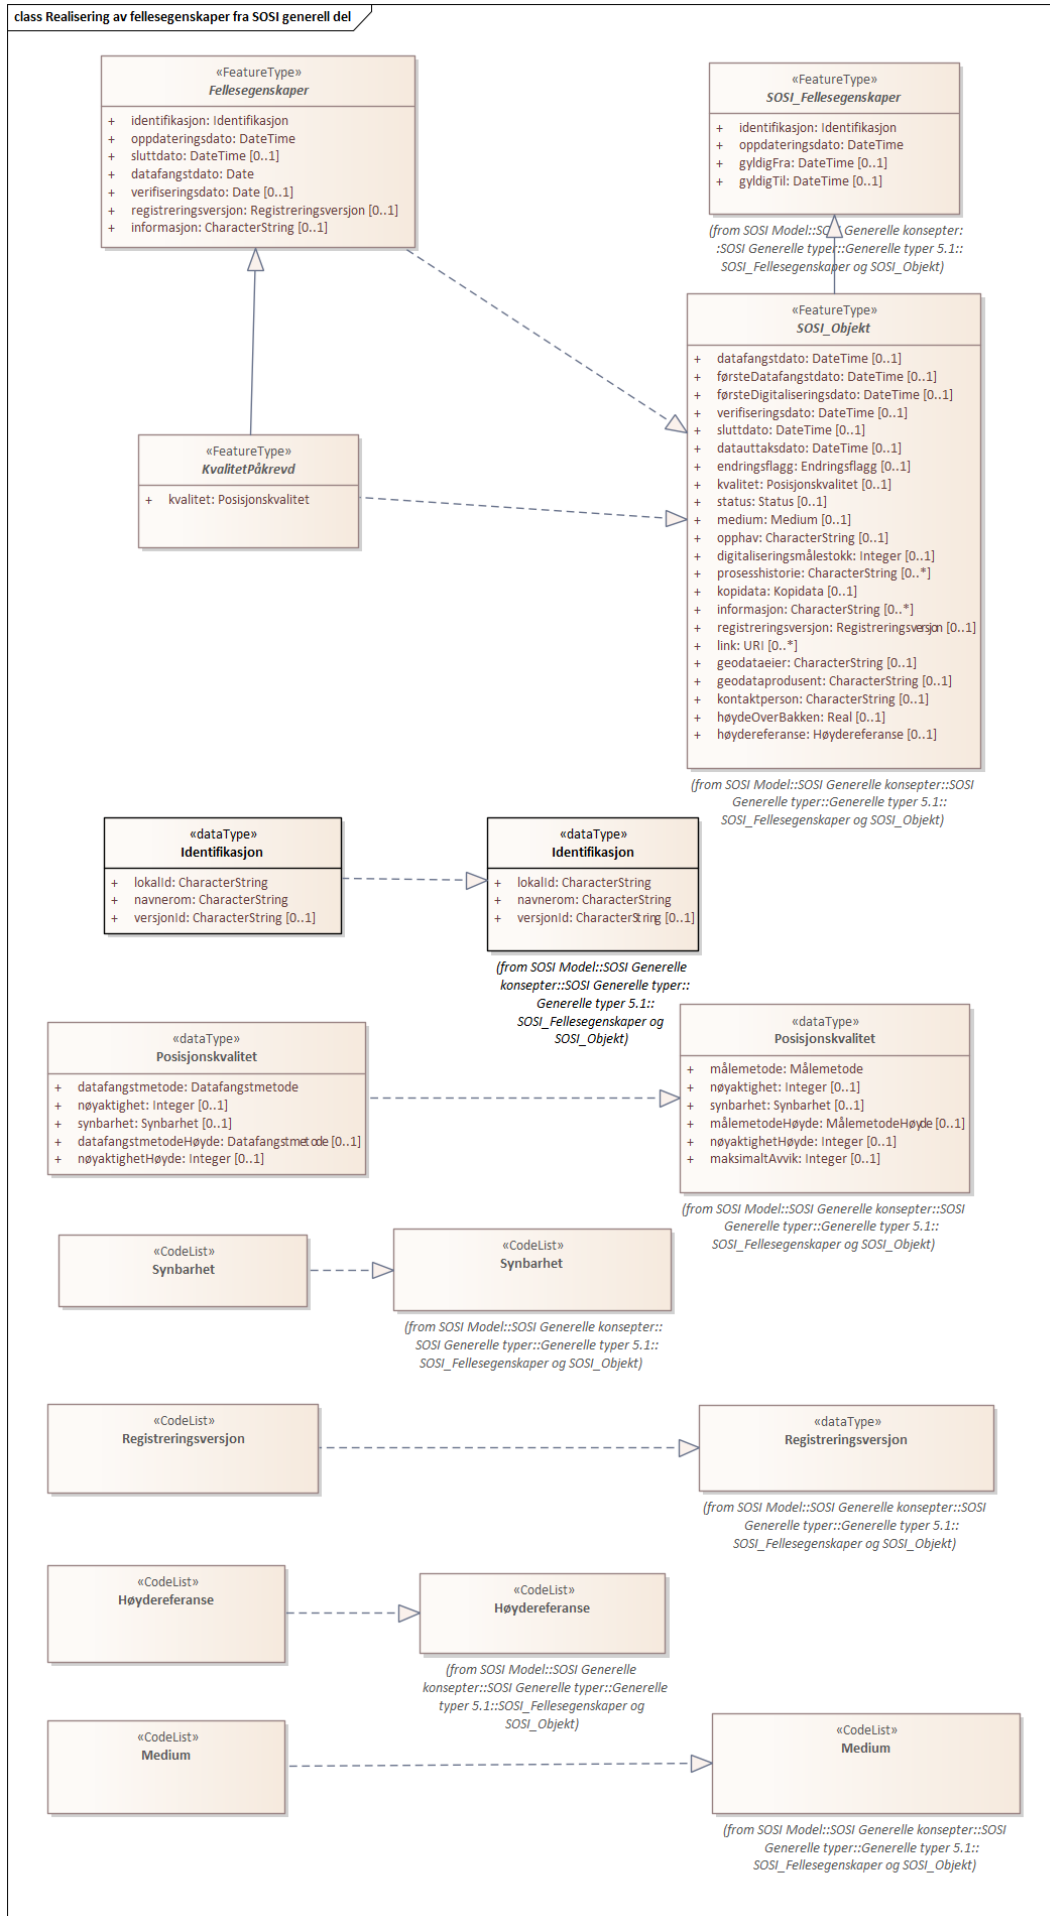 class Realisering av fellesegenskaper fra SOSI generell del
«FeatureType»
Fellesegenskaper
+ identifikasjon: Identifikasjon
+ oppdateringsdato: DateTime
+ sluttdato: DateTime [0..1]
+ datafangstdato: Date
+ verifiseringsdato: Date [0..1]
+ registreringsversjon: Registreringsversjon [0..1]
+ informasjon: CharacterString [0..1]
«FeatureType»
SOSI_Fellesegenskaper
+ identifikasjon: Identifikasjon
+ oppdateringsdato: DateTime
+ gyldigFra: DateTime [0..1]
+ gyldigTil: DateTime [0..1]
(from SOSI Model::SOSI Generelle konsepter:
:SOSI Generelle typer::Generelle typer 5.1::
SOSI_Fellesegenskaper og SOSI_Objekt)
«FeatureType»
SOSI_Objekt
+ datafangstdato: DateTime [0..1]
+ førsteDatafangstdato: DateTime [0..1]
+ førsteDigitaliseringsdato: DateTime [0..1]
+ verifiseringsdato: DateTime [0..1]
+ sluttdato: DateTime [0..1]
+ datauttaksdato: DateTime [0..1]
+ endringsflagg: Endringsflagg [0..1]
+ kvalitet: Posisjonskvalitet [0..1]
+ status: Status [0..1]
+ medium: Medium [0..1]
+ opphav: CharacterString [0..1]
+ digitaliseringsmålestokk: Integer [0..1]
+ prosesshistorie: CharacterString [0..*]
+ kopidata: Kopidata [0..1]
+ informasjon: CharacterString [0..*]
+ registreringsversjon: Registreringsversjon [0..1]
+ link: URI [0..*]
+ geodataeier: CharacterString [0..1]
+ geodataprodusent: CharacterString [0..1]
+ kontaktperson: CharacterString [0..1]
+ høydeOverBakken: Real [0..1]
+ høydereferanse: Høydereferanse [0..1]
(from SOSI Model::SOSI Generelle konsepter::SOSI
Generelle typer::Generelle typer 5.1::
SOSI_Fellesegenskaper og SOSI_Objekt)
«FeatureType»
KvalitetPåkrevd
+ kvalitet: Posisjonskvalitet
«dataType»
Identifikasjon
+ lokalId: CharacterString
+ navnerom: CharacterString
+ versjonId: CharacterString [0..1]
«dataType»
Identifikasjon
+ lokalId: CharacterString
+ navnerom: CharacterString
+ versjonId: CharacterString [0..1]
(from SOSI Model::SOSI Generelle
konsepter::SOSI Generelle typer::
Generelle typer 5.1::
SOSI_Fellesegenskaper og
SOSI_Objekt)
«dataType»
Posisjonskvalitet
+ datafangstmetode: Datafangstmetode
+ nøyaktighet: Integer [0..1]
+ synbarhet: Synbarhet [0..1]
+ datafangstmetodeHøyde: Datafangstmetode [0..1]
+ nøyaktighetHøyde: Integer [0..1]
«dataType»
Posisjonskvalitet
+ målemetode: Målemetode
+ nøyaktighet: Integer [0..1]
+ synbarhet: Synbarhet [0..1]
+ målemetodeHøyde: MålemetodeHøyde [0..1]
+ nøyaktighetHøyde: Integer [0..1]
+ maksimaltAvvik: Integer [0..1]
(from SOSI Model::SOSI Generelle konsepter::SOSI
Generelle typer::Generelle typer 5.1::
SOSI_Fellesegenskaper og SOSI_Objekt)
«CodeList»
Synbarhet
«CodeList»
Synbarhet
(from SOSI Model::SOSI Generelle konsepter::
SOSI Generelle typer::Generelle typer 5.1::
SOSI_Fellesegenskaper og SOSI_Objekt)
«CodeList»
Registreringsversjon
«dataType»
Registreringsversjon
(from SOSI Model::SOSI Generelle konsepter::SOSI
Generelle typer::Generelle typer 5.1::
SOSI_Fellesegenskaper og SOSI_Objekt)
«CodeList»
Høydereferanse
«CodeList»
Høydereferanse
(from SOSI Model::SOSI Generelle
konsepter::SOSI Generelle typer::Generelle
typer 5.1::SOSI_Fellesegenskaper og
SOSI_Objekt)
«CodeList»
Medium
«CodeList»
Medium
(from SOSI Model::SOSI Generelle konsepter::SOSI
Generelle typer::Generelle typer 5.1::
SOSI_Fellesegenskaper og SOSI_Objekt)